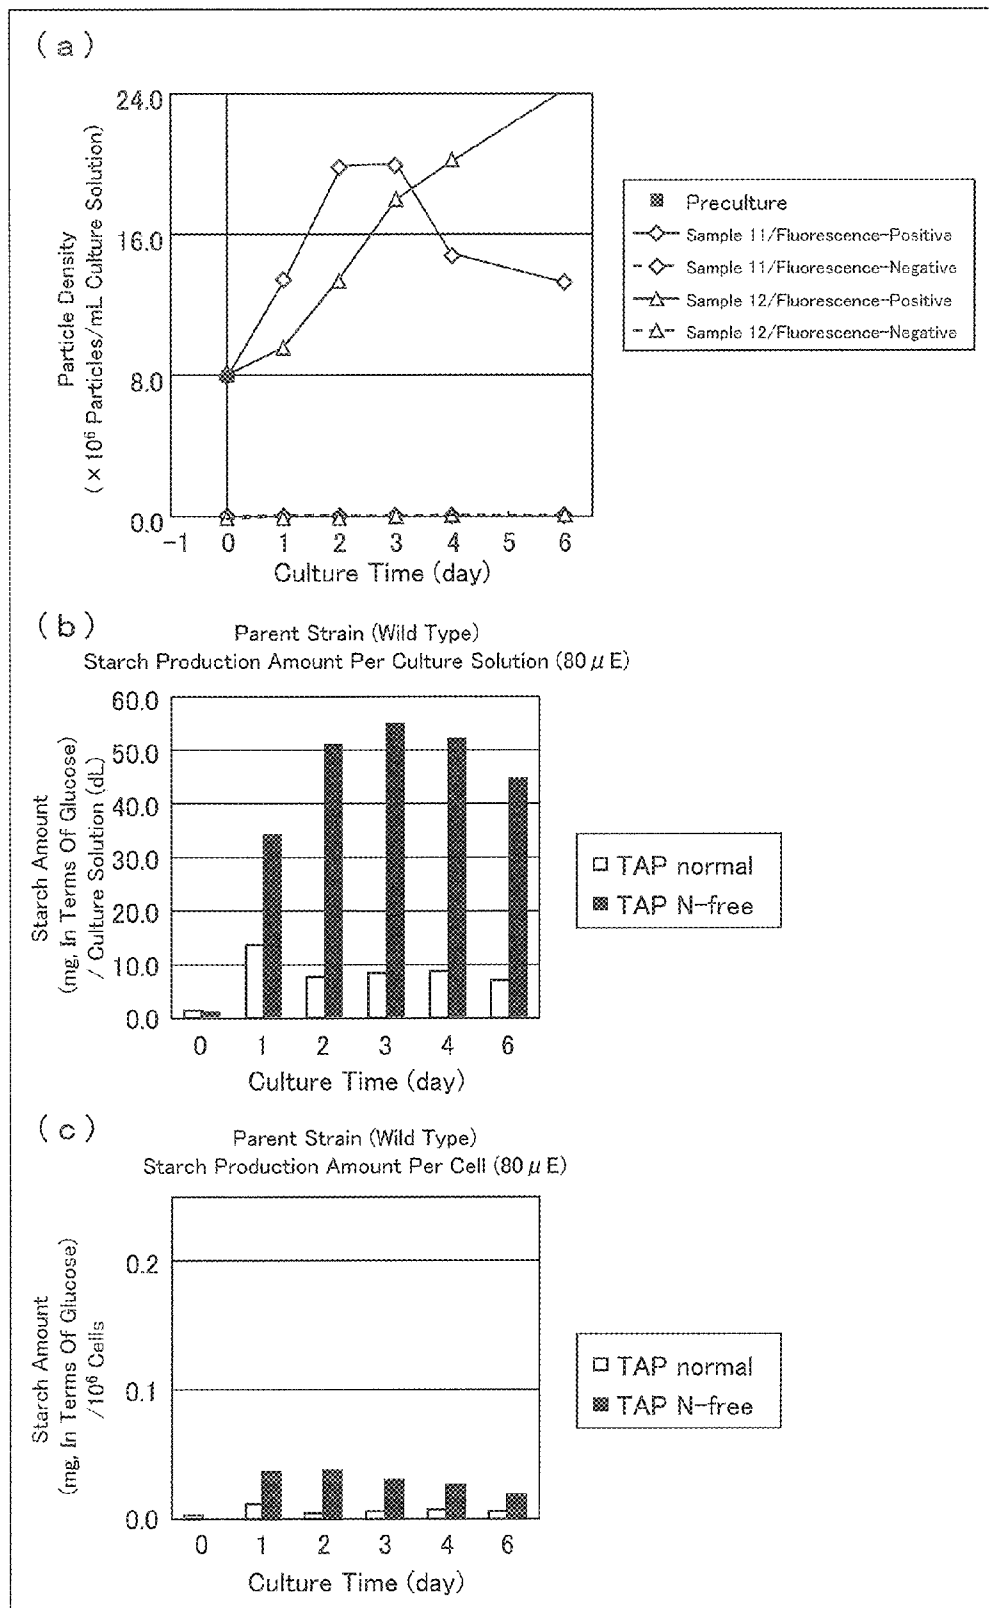 (a)
24.0
16.0
8.0
0.0
Particle Density
(×10⁶ Particles/mL Culture Solution)
-1 0 1 2 3 4 5 6
Culture Time (day)
Preculture
Sample 11/Fluorescence-Positive
Sample 11/Fluorescence-Negative
Sample 12/Fluorescence-Positive
Sample 12/Fluorescence-Negative
(b)
Parent Strain (Wild Type)
Starch Production Amount Per Culture Solution (80μE)
60.0
50.0
40.0
30.0
20.0
10.0
0.0
Starch Amount
(mg, In Terms Of Glucose)
/ Culture Solution (dL)
0 1 2 3 4 6
Culture Time (day)
TAP normal
TAP N-free
(c)
Parent Strain (Wild Type)
Starch Production Amount Per Cell (80μE)
0.2
0.1
0.0
Starch Amount
(mg, In Terms Of Glucose)
/10⁶ Cells
0 1 2 3 4 6
Culture Time (day)
TAP normal
TAP N-free